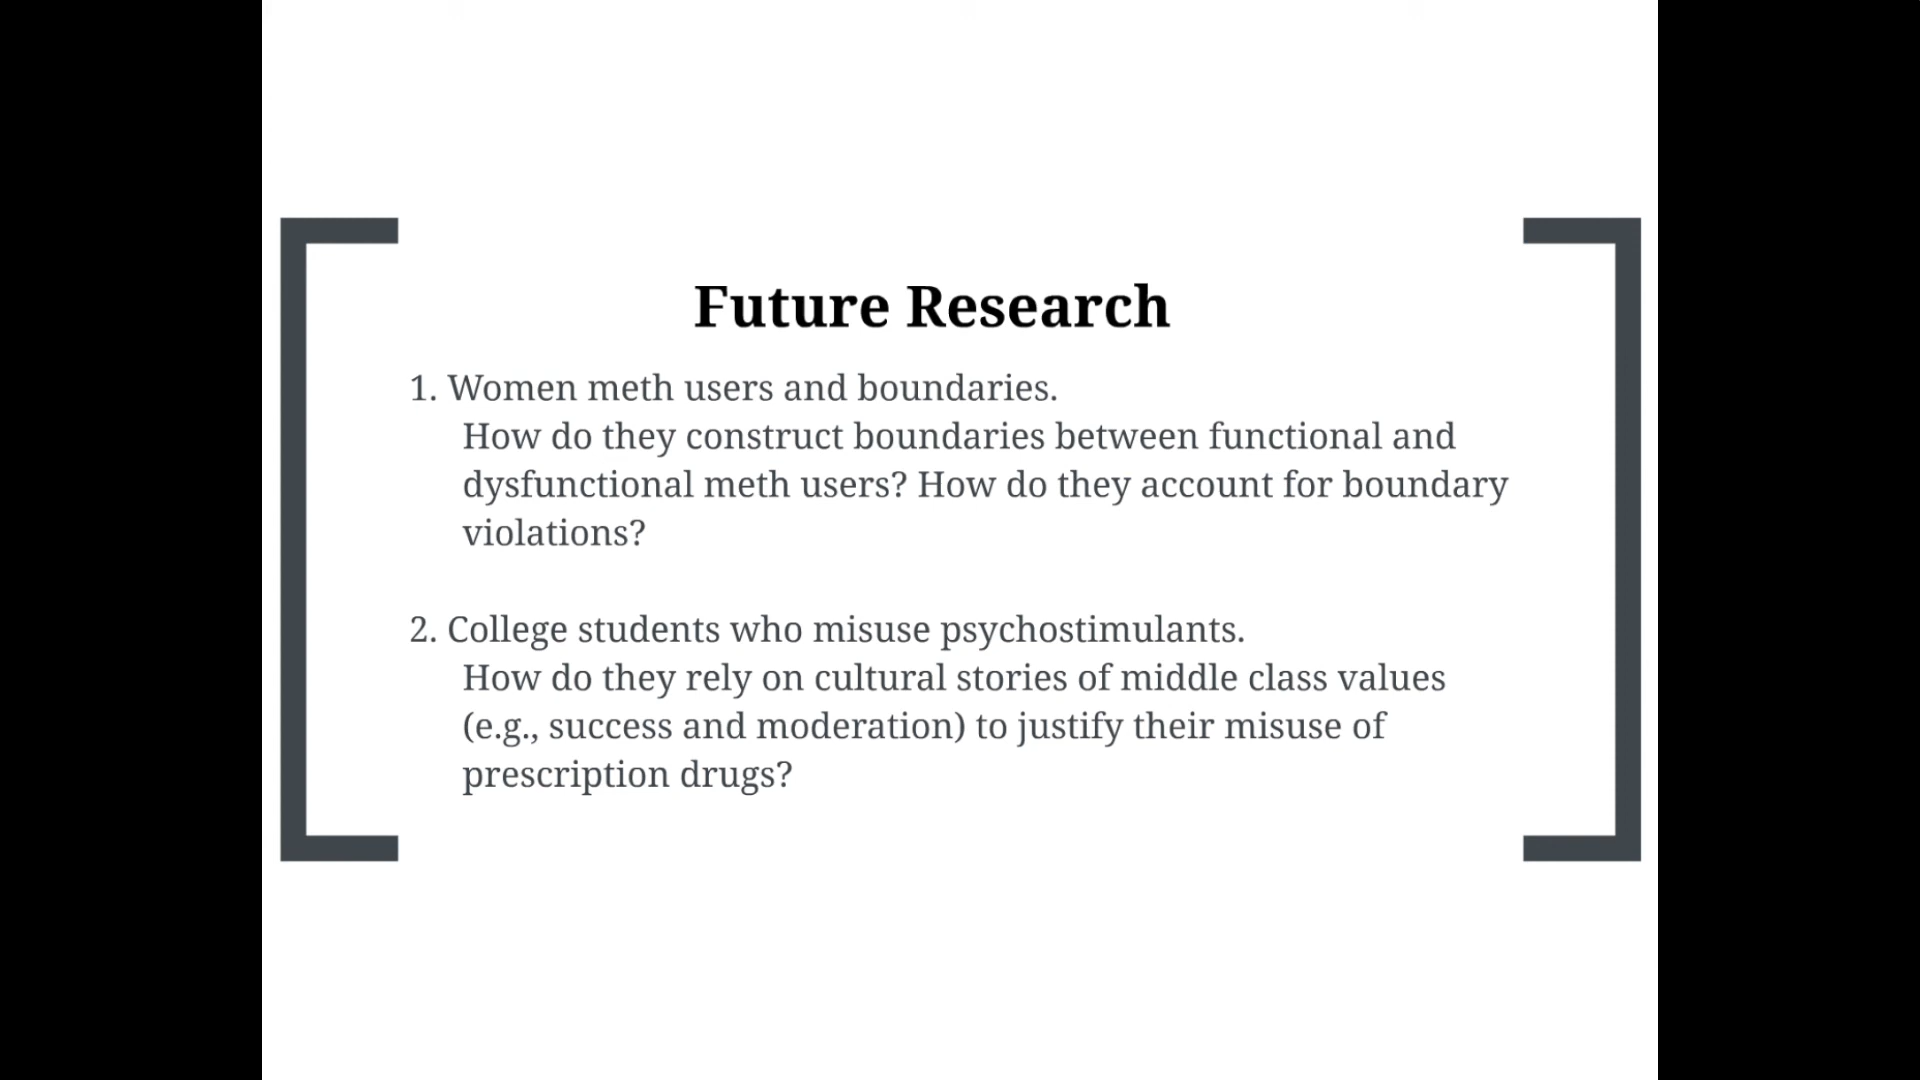 Future Research
1. Women meth users and boundaries.
How do they construct boundaries between functional and
dysfunctional meth users? How do they account for boundary
violations?
2. College students who misuse psychostimulants.
How do they rely on cultural stories of middle class values
(e.g., success and moderation) to justify their misuse of
prescription drugs?